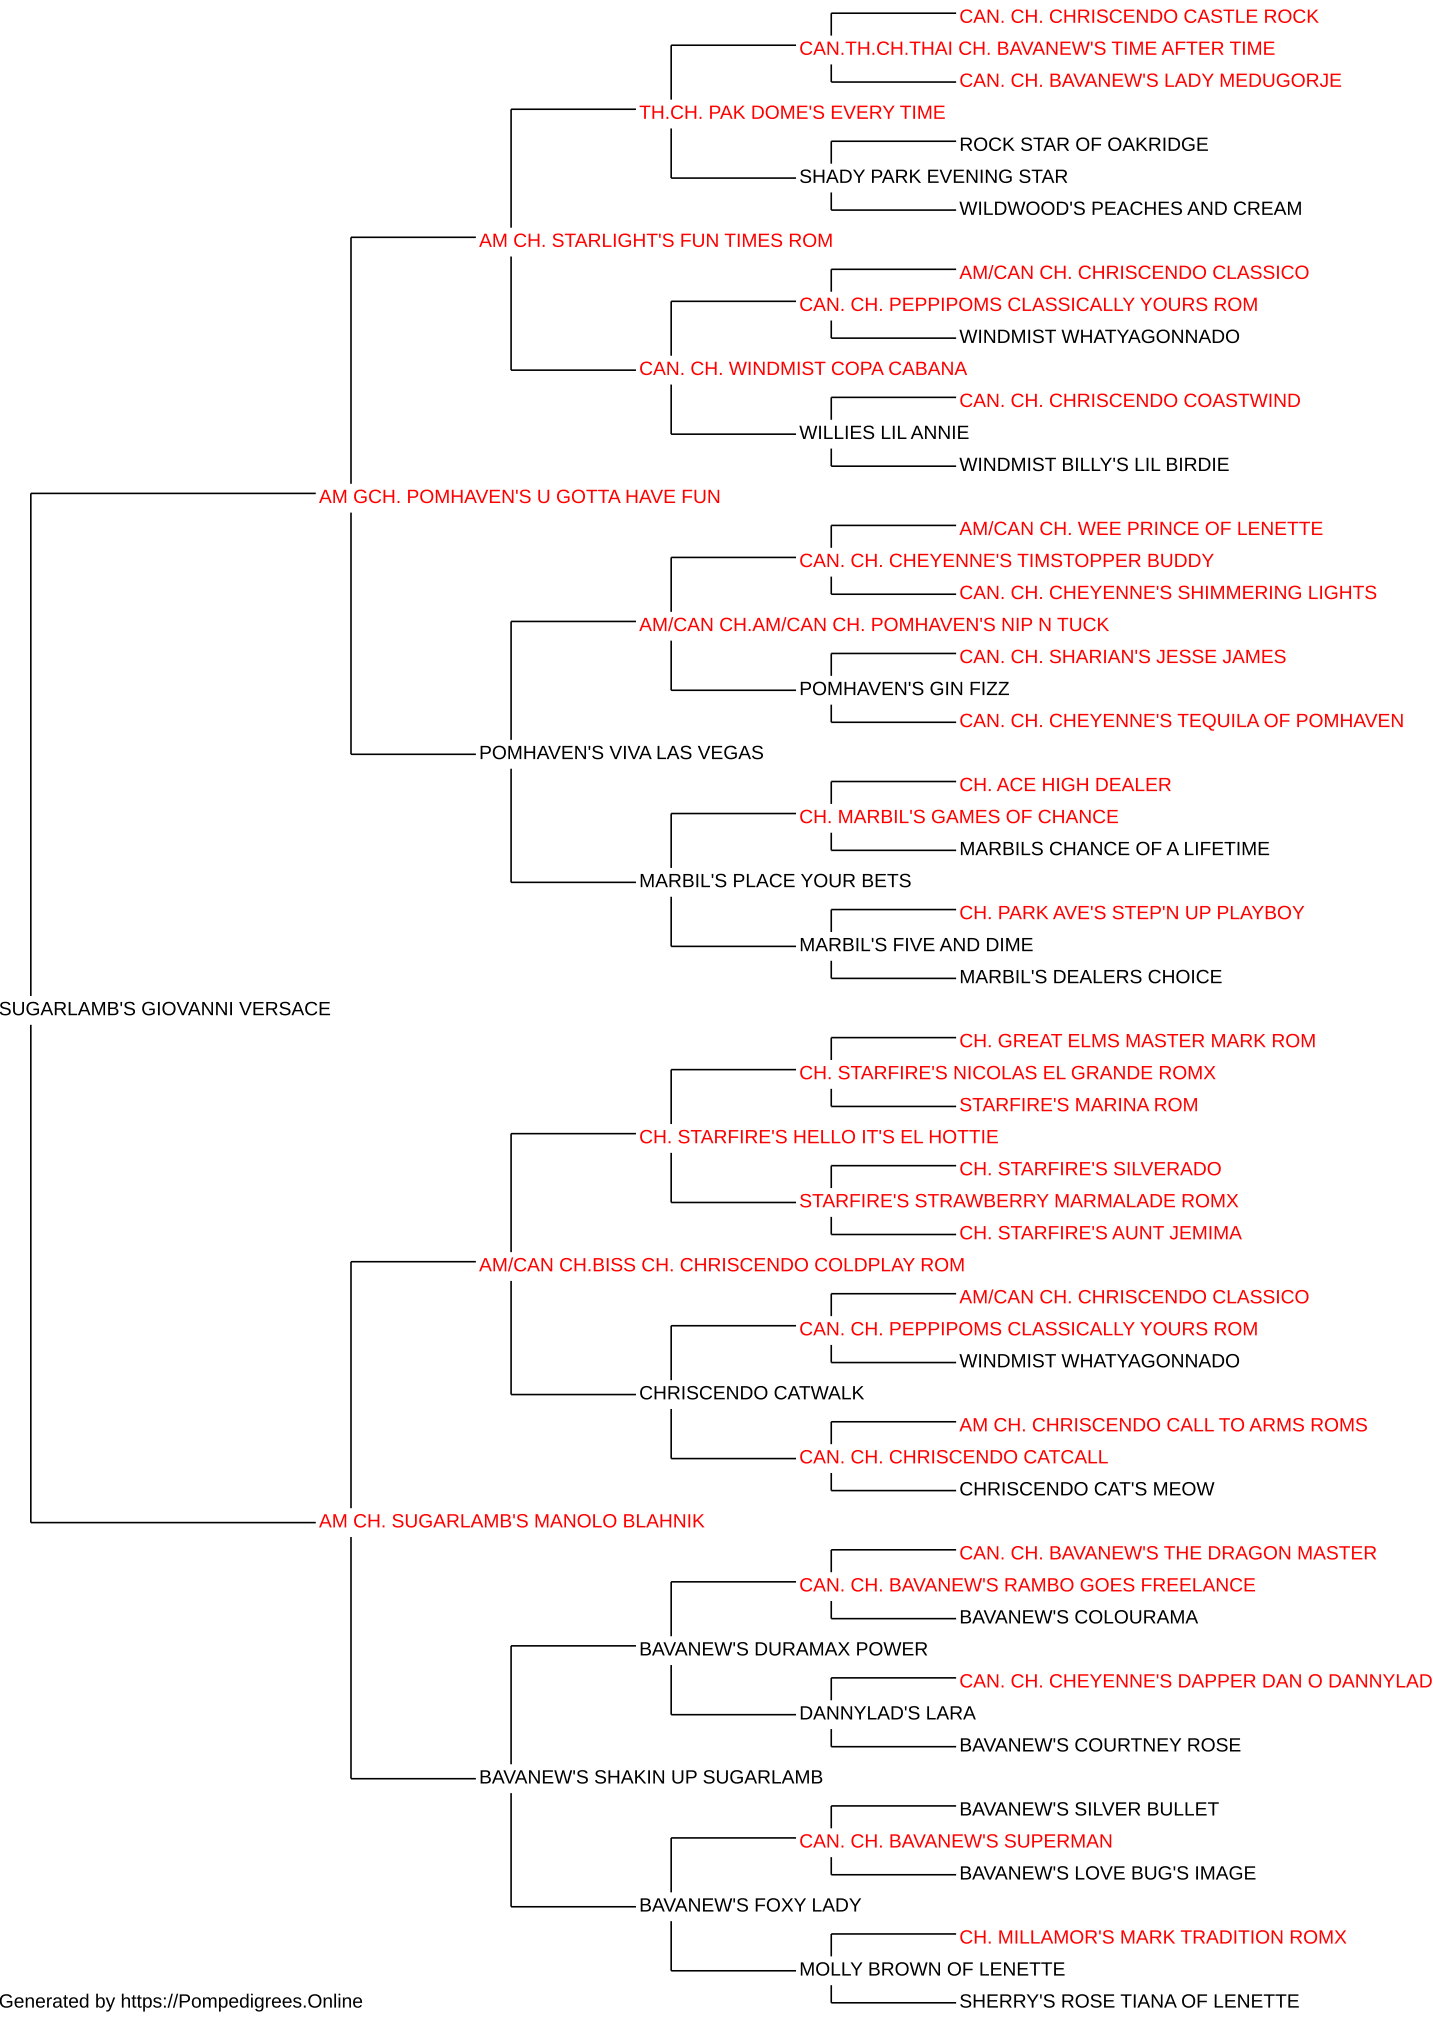 CAN. CH. CHRISCENDO CASTLE ROCK
CAN.TH.CH.THAI CH. BAVANEW'S TIME AFTER TIME
CAN. CH. BAVANEW'S LADY MEDUGORJE
TH.CH. PAK DOME'S EVERY TIME
ROCK STAR OF OAKRIDGE
SHADY PARK EVENING STAR
WILDWOOD'S PEACHES AND CREAM
AM CH. STARLIGHT'S FUN TIMES ROM
AM/CAN CH. CHRISCENDO CLASSICO
CAN. CH. PEPPIPOMS CLASSICALLY YOURS ROM
WINDMIST WHATYAGONNADO
CAN. CH. WINDMIST COPA CABANA
CAN. CH. CHRISCENDO COASTWIND
WILLIES LIL ANNIE
WINDMIST BILLY'S LIL BIRDIE
AM GCH. POMHAVEN'S U GOTTA HAVE FUN
AM/CAN CH. WEE PRINCE OF LENETTE
CAN. CH. CHEYENNE'S TIMSTOPPER BUDDY
CAN. CH. CHEYENNE'S SHIMMERING LIGHTS
AM/CAN CH.AM/CAN CH. POMHAVEN'S NIP N TUCK
CAN. CH. SHARIAN'S JESSE JAMES
POMHAVEN'S GIN FIZZ
CAN. CH. CHEYENNE'S TEQUILA OF POMHAVEN
POMHAVEN'S VIVA LAS VEGAS
CH. ACE HIGH DEALER
CH. MARBIL'S GAMES OF CHANCE
MARBILS CHANCE OF A LIFETIME
MARBIL'S PLACE YOUR BETS
CH. PARK AVE'S STEP'N UP PLAYBOY
MARBIL'S FIVE AND DIME
MARBIL'S DEALERS CHOICE
SUGARLAMB'S GIOVANNI VERSACE
CH. GREAT ELMS MASTER MARK ROM
CH. STARFIRE'S NICOLAS EL GRANDE ROMX
STARFIRE'S MARINA ROM
CH. STARFIRE'S HELLO IT'S EL HOTTIE
CH. STARFIRE'S SILVERADO
STARFIRE'S STRAWBERRY MARMALADE ROMX
CH. STARFIRE'S AUNT JEMIMA
AM/CAN CH.BISS CH. CHRISCENDO COLDPLAY ROM
AM/CAN CH. CHRISCENDO CLASSICO
CAN. CH. PEPPIPOMS CLASSICALLY YOURS ROM
WINDMIST WHATYAGONNADO
CHRISCENDO CATWALK
AM CH. CHRISCENDO CALL TO ARMS ROMS
CAN. CH. CHRISCENDO CATCALL
CHRISCENDO CAT'S MEOW
AM CH. SUGARLAMB'S MANOLO BLAHNIK
CAN. CH. BAVANEW'S THE DRAGON MASTER
CAN. CH. BAVANEW'S RAMBO GOES FREELANCE
BAVANEW'S COLOURAMA
BAVANEW'S DURAMAX POWER
CAN. CH. CHEYENNE'S DAPPER DAN O DANNYLAD
DANNYLAD'S LARA
BAVANEW'S COURTNEY ROSE
BAVANEW'S SHAKIN UP SUGARLAMB
BAVANEW'S SILVER BULLET
CAN. CH. BAVANEW'S SUPERMAN
BAVANEW'S LOVE BUG'S IMAGE
BAVANEW'S FOXY LADY
CH. MILLAMOR'S MARK TRADITION ROMX
MOLLY BROWN OF LENETTE
SHERRY'S ROSE TIANA OF LENETTE
Generated by https://Pompedigrees.Online